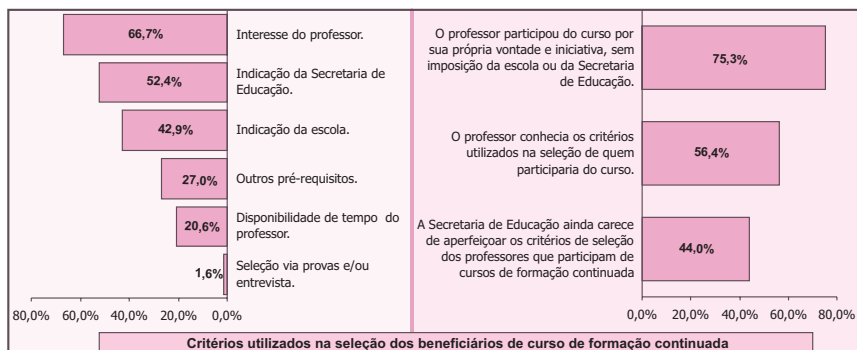 66,7%
Interesse do professor.
52,4%
Indicação da Secretaria de
Educação.
42,9%
Indicação da escola.
27,0%
Outros pré-requisitos.
20,6%
Disponibilidade de tempo do
professor.
1,6%
Seleção via provas e/ou
entrevista.
80,0% 60,0% 40,0% 20,0% 0,0%
O professor participou do curso por
sua própria vontade e iniciativa, sem
imposição da escola ou da Secretaria
de Educação.
75,3%
O professor conhecia os critérios
utilizados na seleção de quem
participaria do curso.
56,4%
A Secretaria de Educação ainda carece
de aperfeiçoar os critérios de seleção
dos professores que participam de
cursos de formação continuada
44,0%
0,0% 20,0% 40,0% 60,0% 80,0%
Critérios utilizados na seleção dos beneficiários de curso de formação continuada